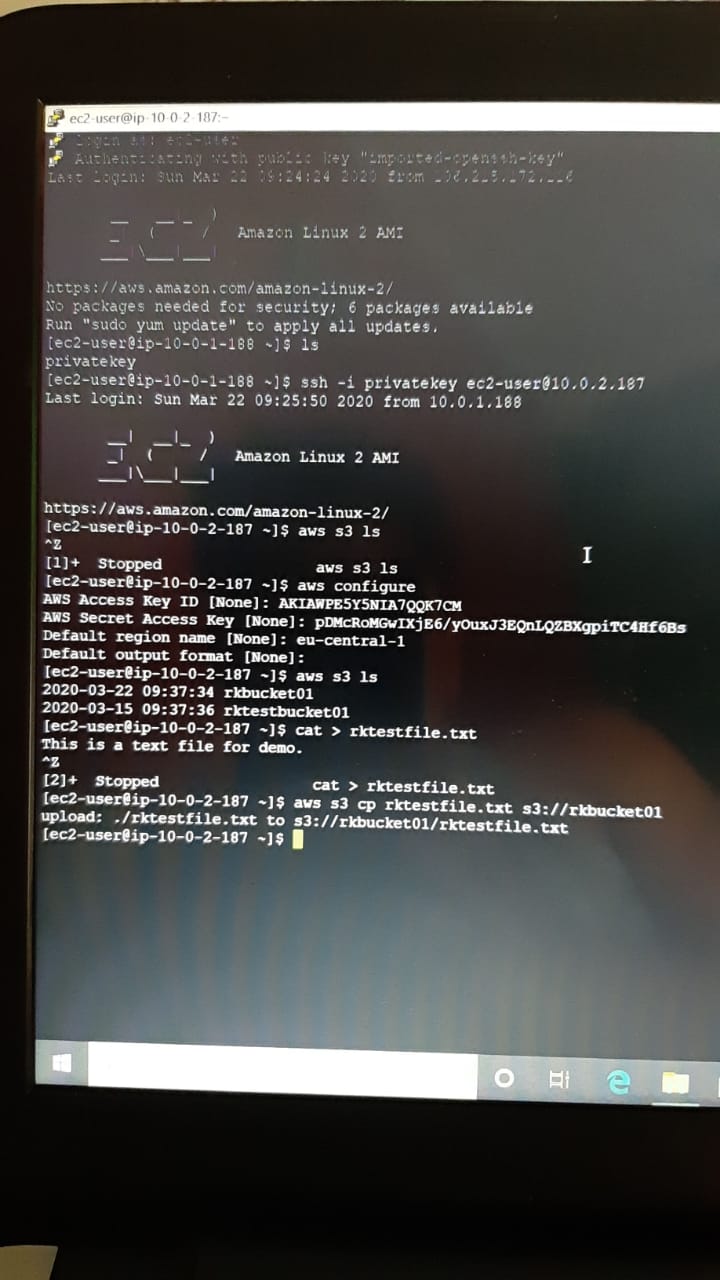 ec2-user@ip-10-0-2-187:~
login as: ec2-user
Authenticating with public key "imported-openssh-key"
Last login: Sun Mar 22 09:24:24 2020 from
Amazon Linux 2 AMI
https://aws.amazon.com/amazon-linux-2/
No packages needed for security; 6 packages available
Run "sudo yum update" to apply all updates.
[ec2-user@ip-10-0-1-188 ~]$ ls
privatekey
[ec2-user@ip-10-0-1-188 ~]$ ssh -i privatekey ec2-user@10.0.2.187
Last login: Sun Mar 22 09:25:50 2020 from 10.0.1.188
Amazon Linux 2 AMI
https://aws.amazon.com/amazon-linux-2/
[ec2-user@ip-10-0-2-187 ~]$ aws s3 ls
^Z
[1]+ Stopped aws s3 ls
[ec2-user@ip-10-0-2-187 ~]$ aws configure
AWS Access Key ID [None]:
AWS Secret Access Key [None]:
Default region name [None]: eu-central-1
Default output format [None]:
[ec2-user@ip-10-0-2-187 ~]$ aws s3 ls
2020-03-22 09:37:34 rkbucket01
2020-03-15 09:37:36 rktestbucket01
[ec2-user@ip-10-0-2-187 ~]$ cat > rktestfile.txt
This is a text file for demo.
^Z
[2]+ Stopped cat > rktestfile.txt
[ec2-user@ip-10-0-2-187 ~]$ aws s3 cp rktestfile.txt s3://rkbucket01
upload: ./rktestfile.txt to s3://rkbucket01/rktestfile.txt
[ec2-user@ip-10-0-2-187 ~]$